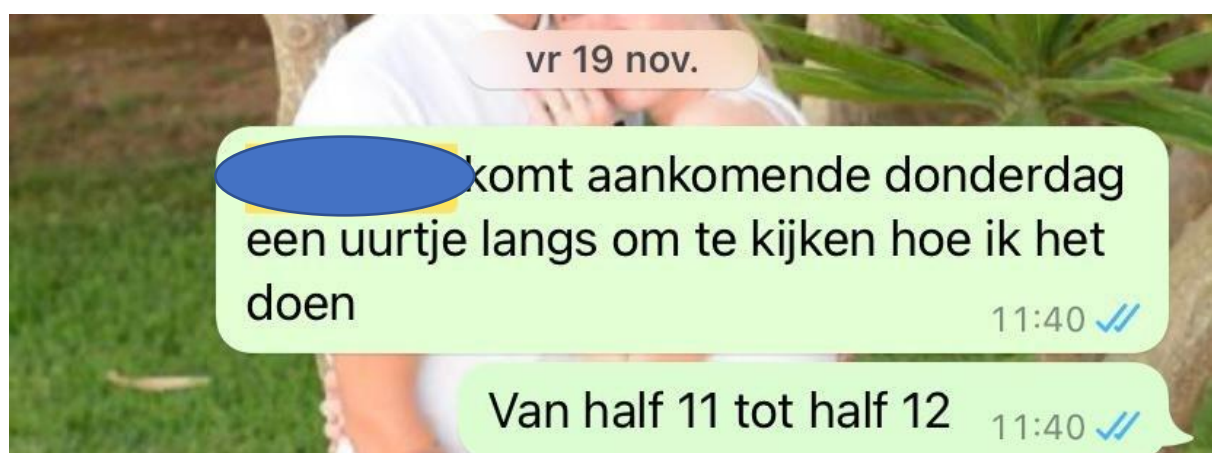 vr 19 nov.
komt aankomende donderdag
een uurtje langs om te kijken hoe ik het
doen
11:40
Van half 11 tot half 12 11:40